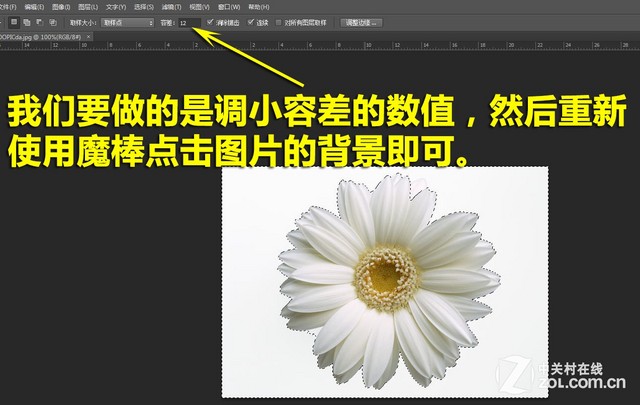 文件(F) 编辑(E) 图像(I) 图层(L) 文字(Y) 选择(S) 滤镜(T) 视图(V) 窗口(W) 帮助(H)
取样大小: 取样点 容差: 12 消除锯齿 连续 对所有图层取样 调整边缘...
.jpg @ 100%(RGB/8#) ×
我们要做的是调小容差的数值，然后重新
使用魔棒点击图片的背景即可。
中关村在线
zol.com.cn